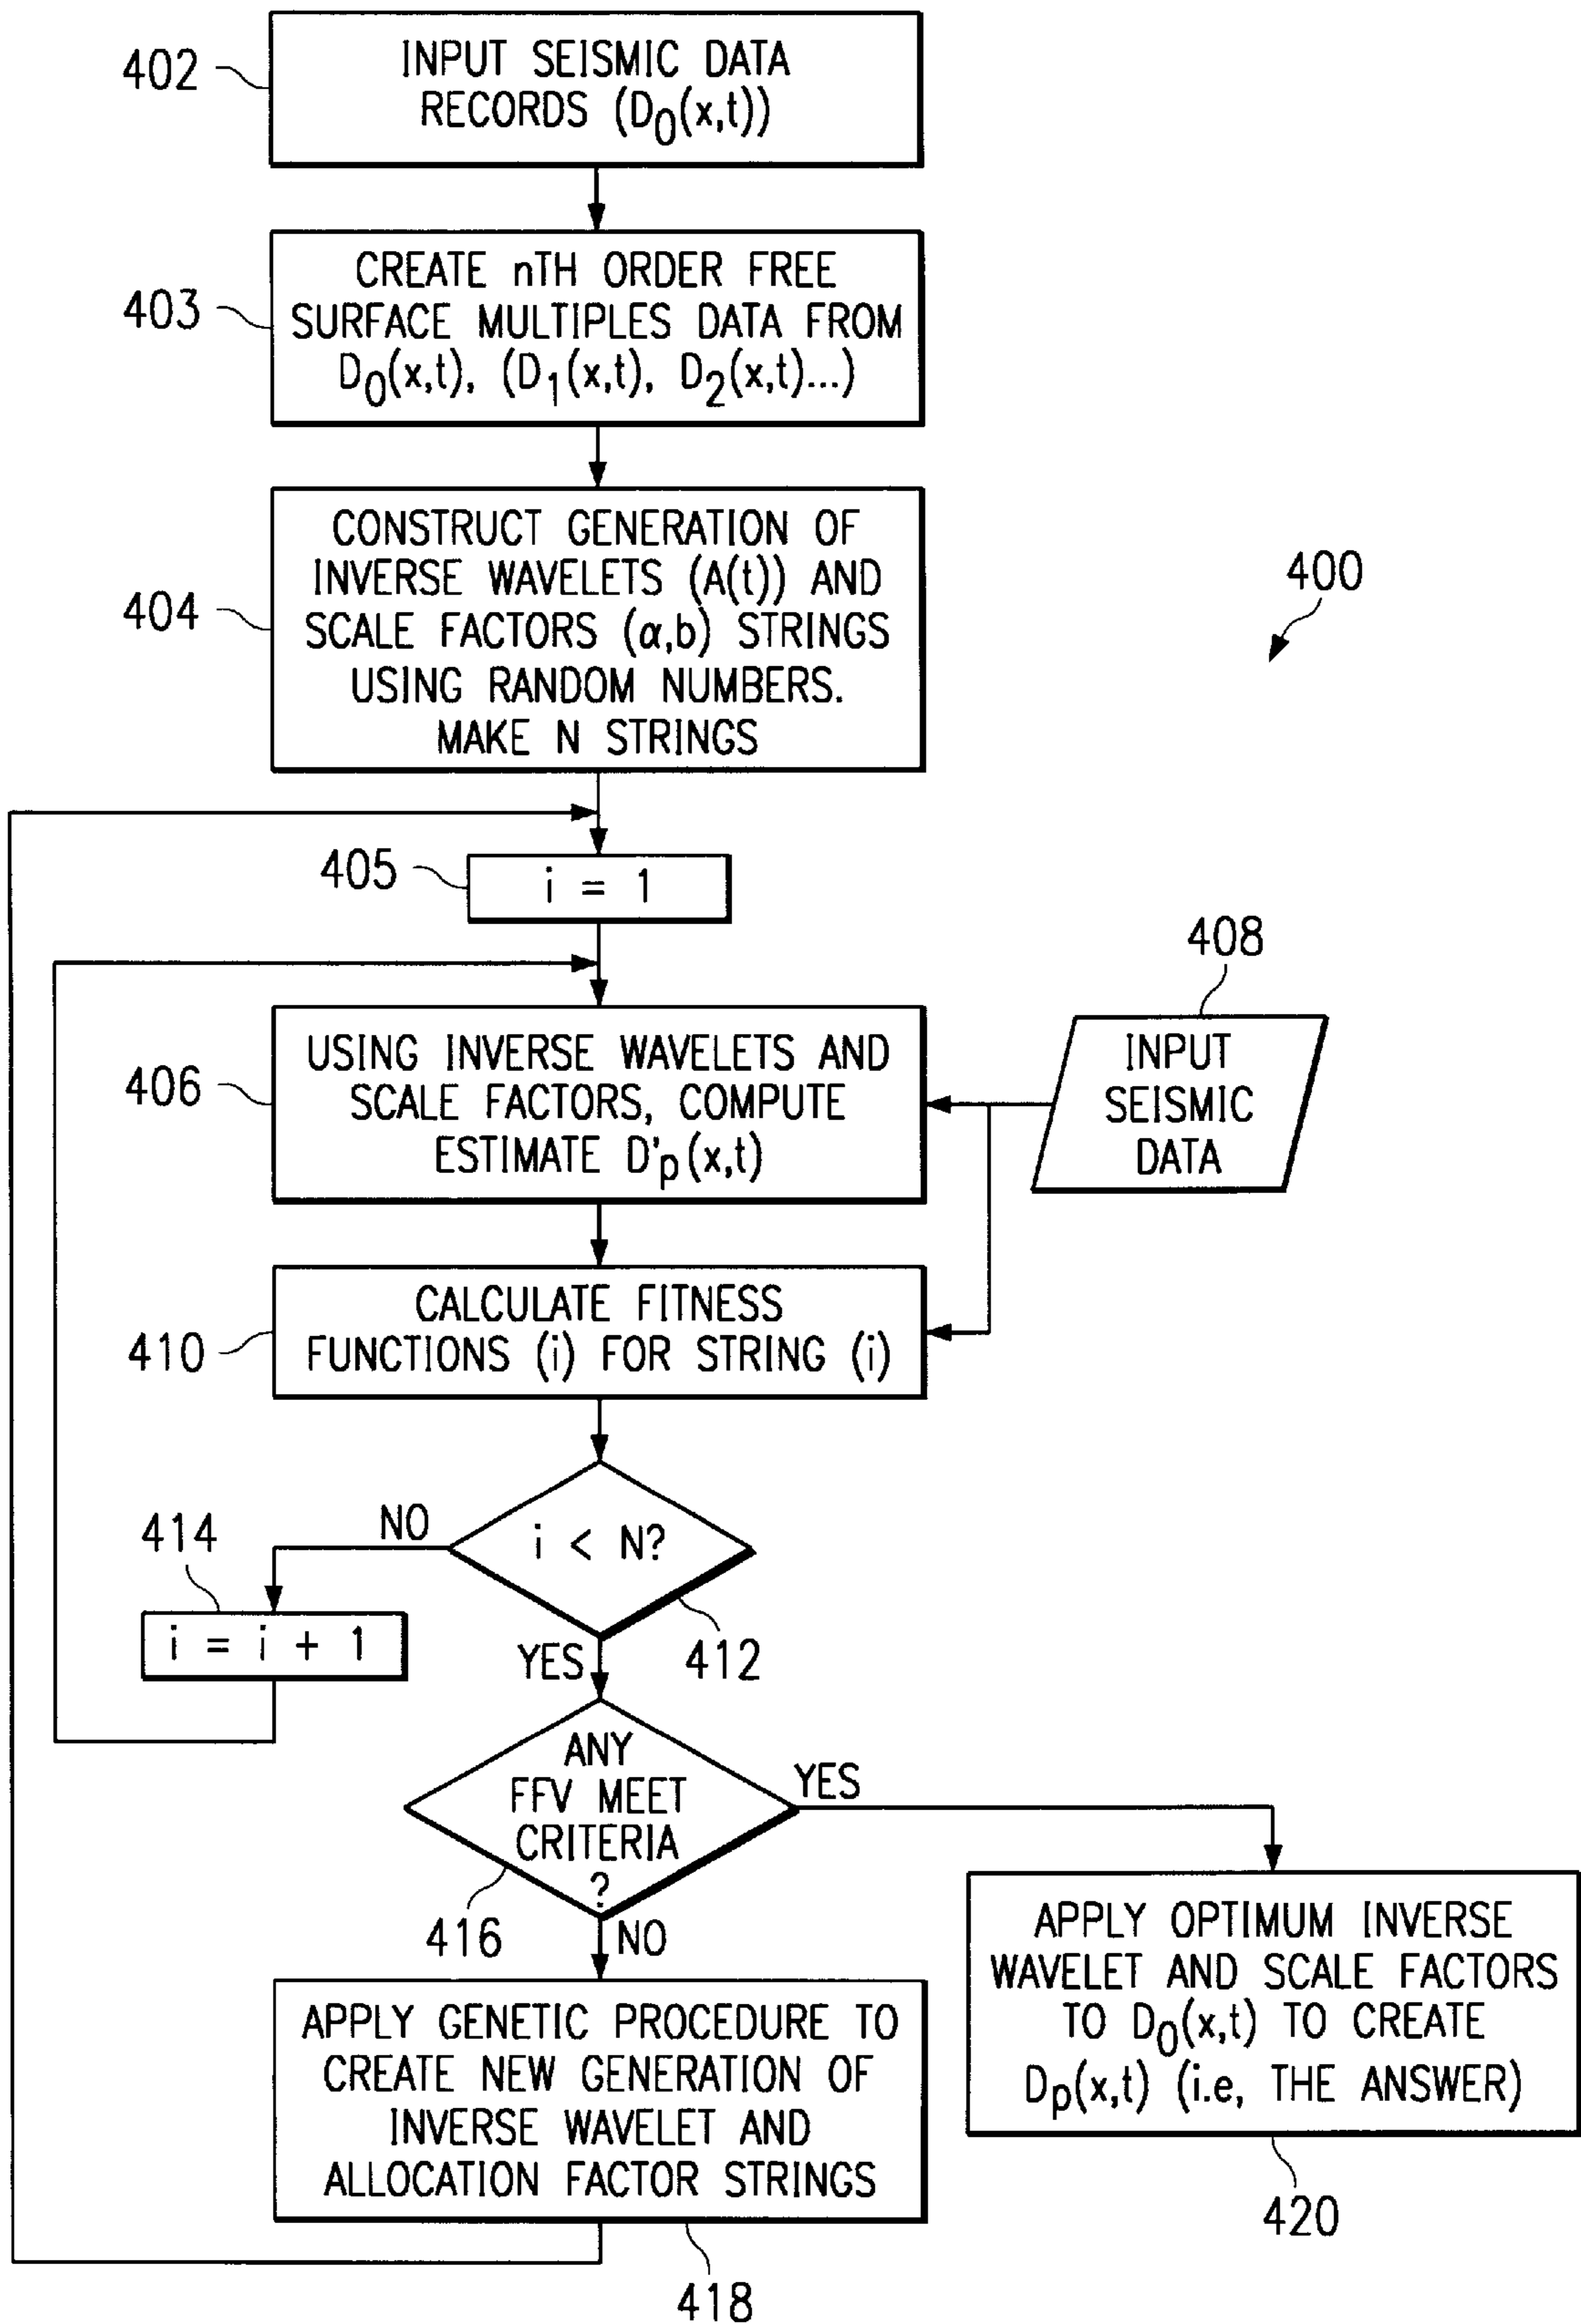 402
INPUT SEISMIC DATA
RECORDS (D0(x,t))
403
CREATE nTH ORDER FREE
SURFACE MULTIPLES DATA FROM
D0(x,t), (D1(x,t), D2(x,t)...)
404
CONSTRUCT GENERATION OF
INVERSE WAVELETS (A(t)) AND
SCALE FACTORS (α,b) STRINGS
USING RANDOM NUMBERS.
MAKE N STRINGS
400
405
i = 1
406
USING INVERSE WAVELETS AND
SCALE FACTORS, COMPUTE
ESTIMATE D'p(x,t)
408
INPUT
SEISMIC
DATA
410
CALCULATE FITNESS
FUNCTIONS (i) FOR STRING (i)
i < N?
412
NO
414
i = i + 1
YES
ANY
FFV MEET
CRITERIA
?
416
YES
NO
APPLY GENETIC PROCEDURE TO
CREATE NEW GENERATION OF
INVERSE WAVELET AND
ALLOCATION FACTOR STRINGS
418
APPLY OPTIMUM INVERSE
WAVELET AND SCALE FACTORS
TO D0(x,t) TO CREATE
Dp(x,t) (i.e, THE ANSWER)
420